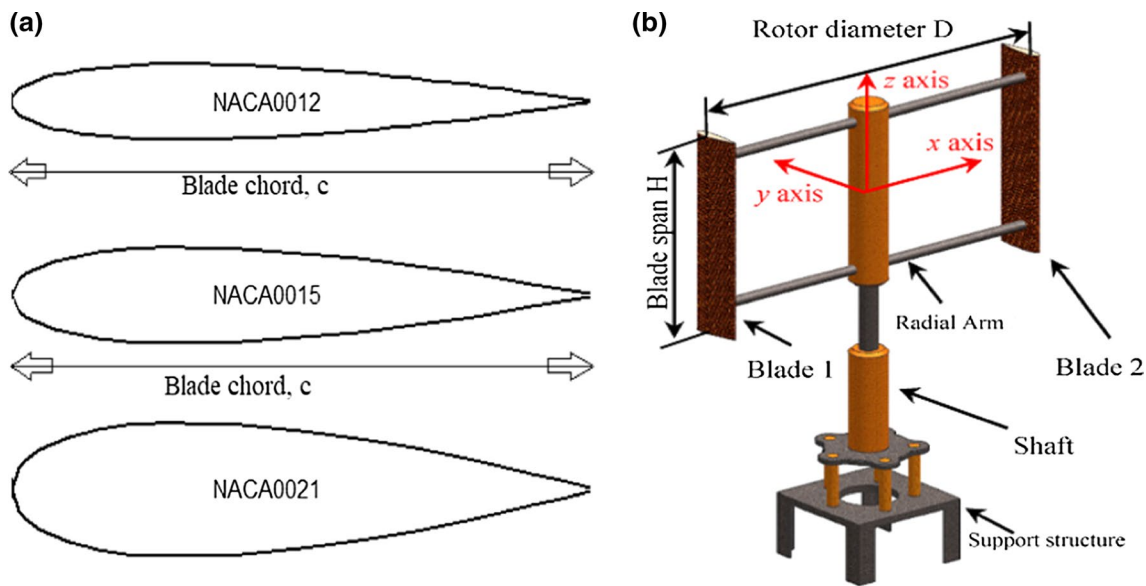 (a)
NACA0012
Blade chord, c
NACA0015
Blade chord, c
NACA0021
(b)
Rotor diameter D
z axis
x axis
y axis
Blade span H
Radial Arm
Blade 1
Blade 2
Shaft
Support structure